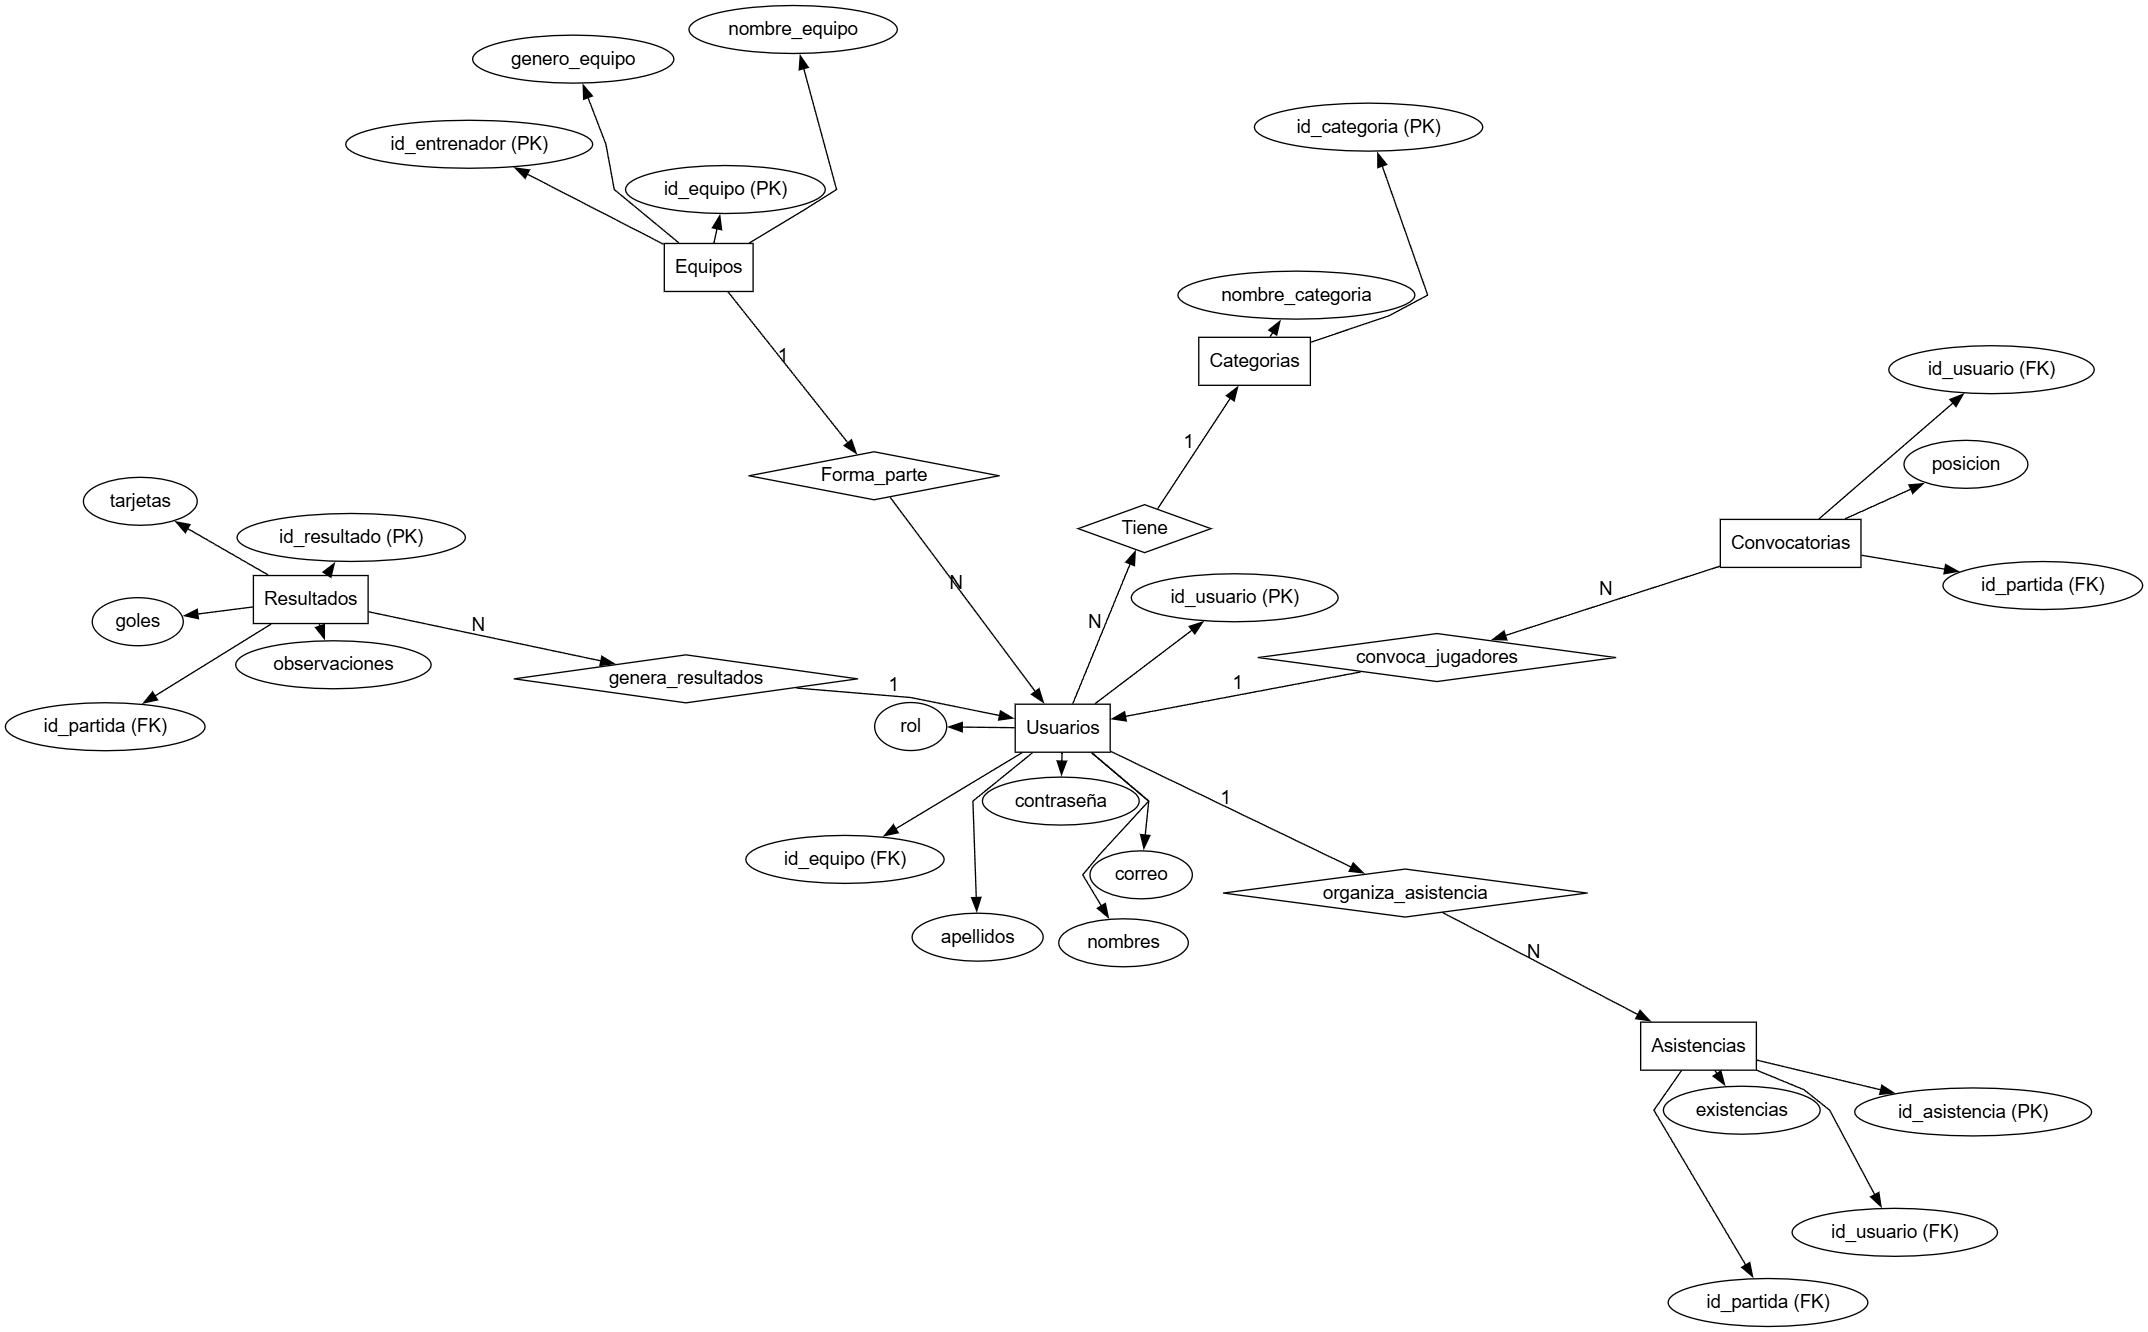 nombre_equipo
genero_equipo
id_categoria (PK)
id_entrenador (PK)
id_equipo (PK)
Equipos
nombre_categoria
1
Categorias
id_usuario (FK)
1
posicion
Forma_parte
tarjetas
Tiene
id_resultado (PK)
Convocatorias
N
id_partida (FK)
N
Resultados
id_usuario (PK)
goles
N
N
convoca_jugadores
observaciones
genera_resultados
1
1
id_partida (FK)
rol
Usuarios
contraseña
1
id_equipo (FK)
correo
organiza_asistencia
apellidos
nombres
N
Asistencias
existencias
id_asistencia (PK)
id_usuario (FK)
id_partida (FK)